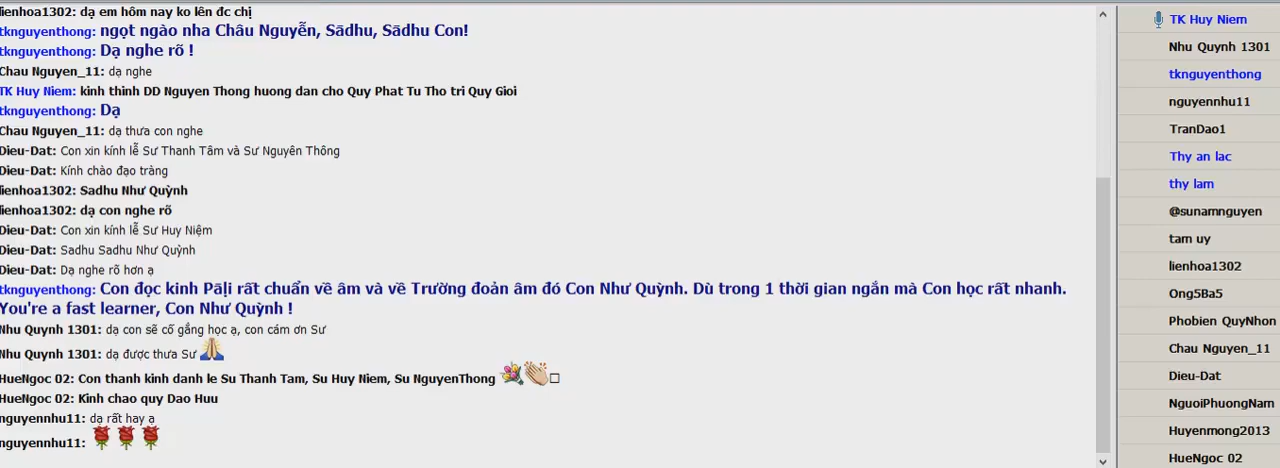 lienhoa1302: dạ em hôm nay ko lên đc chị
tknguyenthong: ngọt ngào nha Châu Nguyễn, Sādhu, Sādhu Con!
tknguyenthong: Dạ nghe rõ !
Chau Nguyen_11: dạ nghe
TK Huy Niem: kinh thinh DD Nguyen Thong huong dan cho Quy Phat Tu Tho tri Quy Gioi
tknguyenthong: Dạ
Chau Nguyen_11: dạ thưa con nghe
Dieu-Dat: Con xin kính lễ Sư Thanh Tâm và Sư Nguyên Thông
Dieu-Dat: Kính chào đạo tràng
lienhoa1302: Sadhu Như Quỳnh
lienhoa1302: dạ con nghe rõ
Dieu-Dat: Con xin kính lễ Sư Huy Niệm
Dieu-Dat: Sadhu Sadhu Như Quỳnh
Dieu-Dat: Dạ nghe rõ hơn ạ
tknguyenthong: Con đọc kinh Pāḷi rất chuẩn về âm và về Trường đoản âm đó Con Như Quỳnh. Dù trong 1 thời gian ngắn mà Con học rất nhanh.
You're a fast learner, Con Như Quỳnh !
Nhu Quynh 1301: dạ con sẽ cố gắng học ạ, con cám ơn Sư
Nhu Quynh 1301: dạ được thưa Sư 🙏
HueNgoc 02: Con thanh kinh danh le Su Thanh Tam, Su Huy Niem, Su NguyenThong 💐👏□
HueNgoc 02: Kinh chao quy Dao Huu
nguyennhu11: dạ rất hay ạ
nguyennhu11: 🌹🌹🌹
TK Huy Niem
Nhu Quynh 1301
tknguyenthong
nguyennhu11
TranDao1
Thy an lac
thy lam
@sunamnguyen
tam uy
lienhoa1302
Ong5Ba5
Phobien QuyNhon
Chau Nguyen_11
Dieu-Dat
NguoiPhuongNam
Huyenmong2013
HueNgoc 02